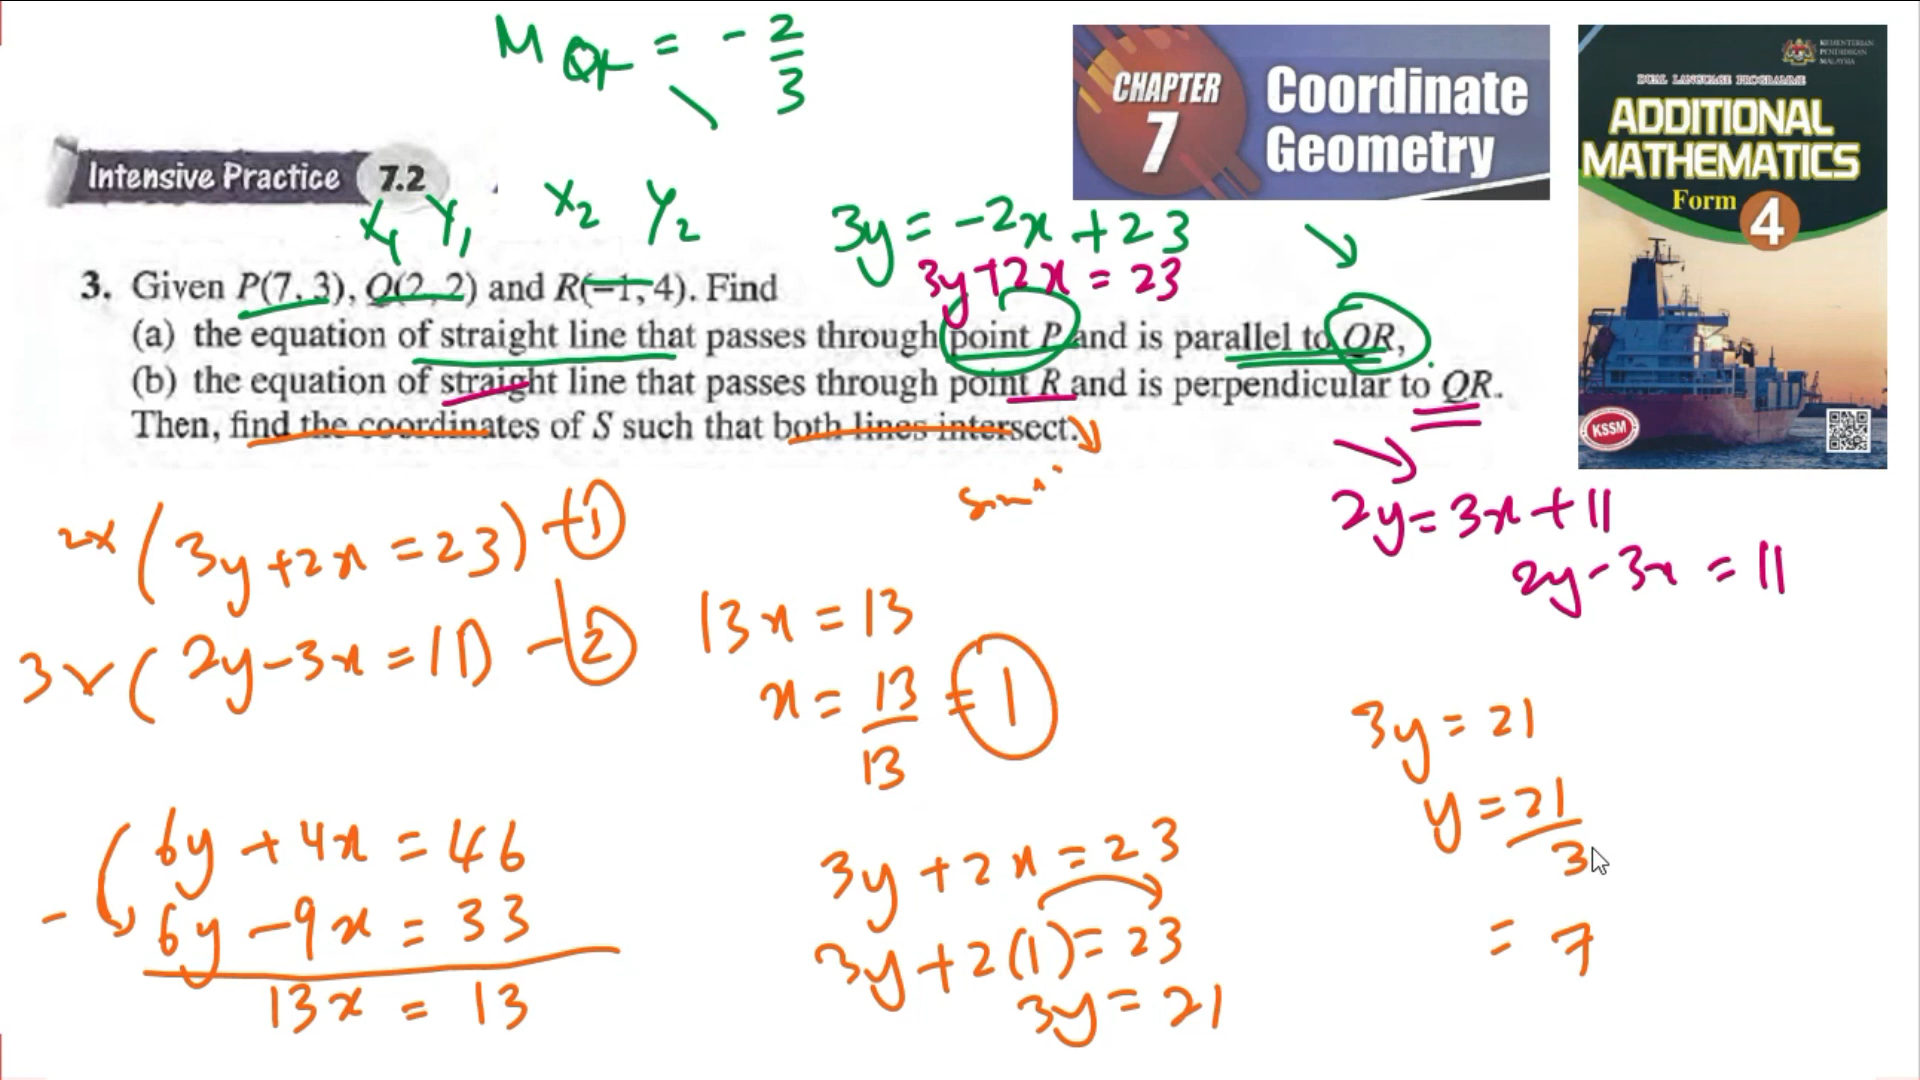 M QR = - 2/3
CHAPTER
7
Coordinate
Geometry
KEMENTERIAN
PENDIDIKAN
MALAYSIA
DUAL LANGUAGE PROGRAMME
ADDITIONAL
MATHEMATICS
Form 4
KSSM
Intensive Practice 7.2
x₁ y₁ x₂ y₂
3y = -2x + 23
3y + 2x = 23
3. Given P(7, 3), Q(2, 2) and R(−1, 4). Find
(a) the equation of straight line that passes through point P and is parallel to QR,
(b) the equation of straight line that passes through point R and is perpendicular to QR.
Then, find the coordinates of S such that both lines intersect.
2y = 3x + 11
2y - 3x = 11
2x (3y + 2x = 23) - ①
3x (2y - 3x = 11) - ②
6y + 4x = 46
- 6y - 9x = 33
13x = 13
13x = 13
x = 13/13 = 1
3y + 2x = 23
3y + 2(1) = 23
3y = 21
3y = 21
y = 21/3
= 7